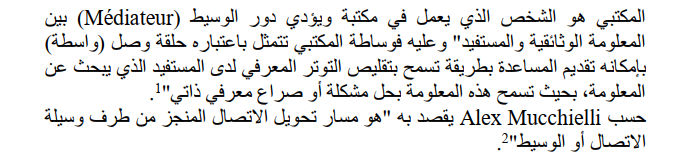 المكتبي هو الشخص الذي يعمل في مكتبة ويؤدي دور الوسيط (Médiateur) بين
المعلومة الوثائقية والمستفيد" وعليه فوساطة المكتبي تتمثل باعتباره حلقة وصل (واسطة)
بإمكانه تقديم المساعدة بطريقة تسمح بتقليص التوتر المعرفي لدى المستفيد الذي يبحث عن
المعلومة، بحيث تسمح هذه المعلومة بحل مشكلة أو صراع معرفي ذاتي"1.
حسب Alex Mucchielli يقصد به "هو مسار تحويل الاتصال المنجز من طرف وسيلة
الاتصال أو الوسيط"2.